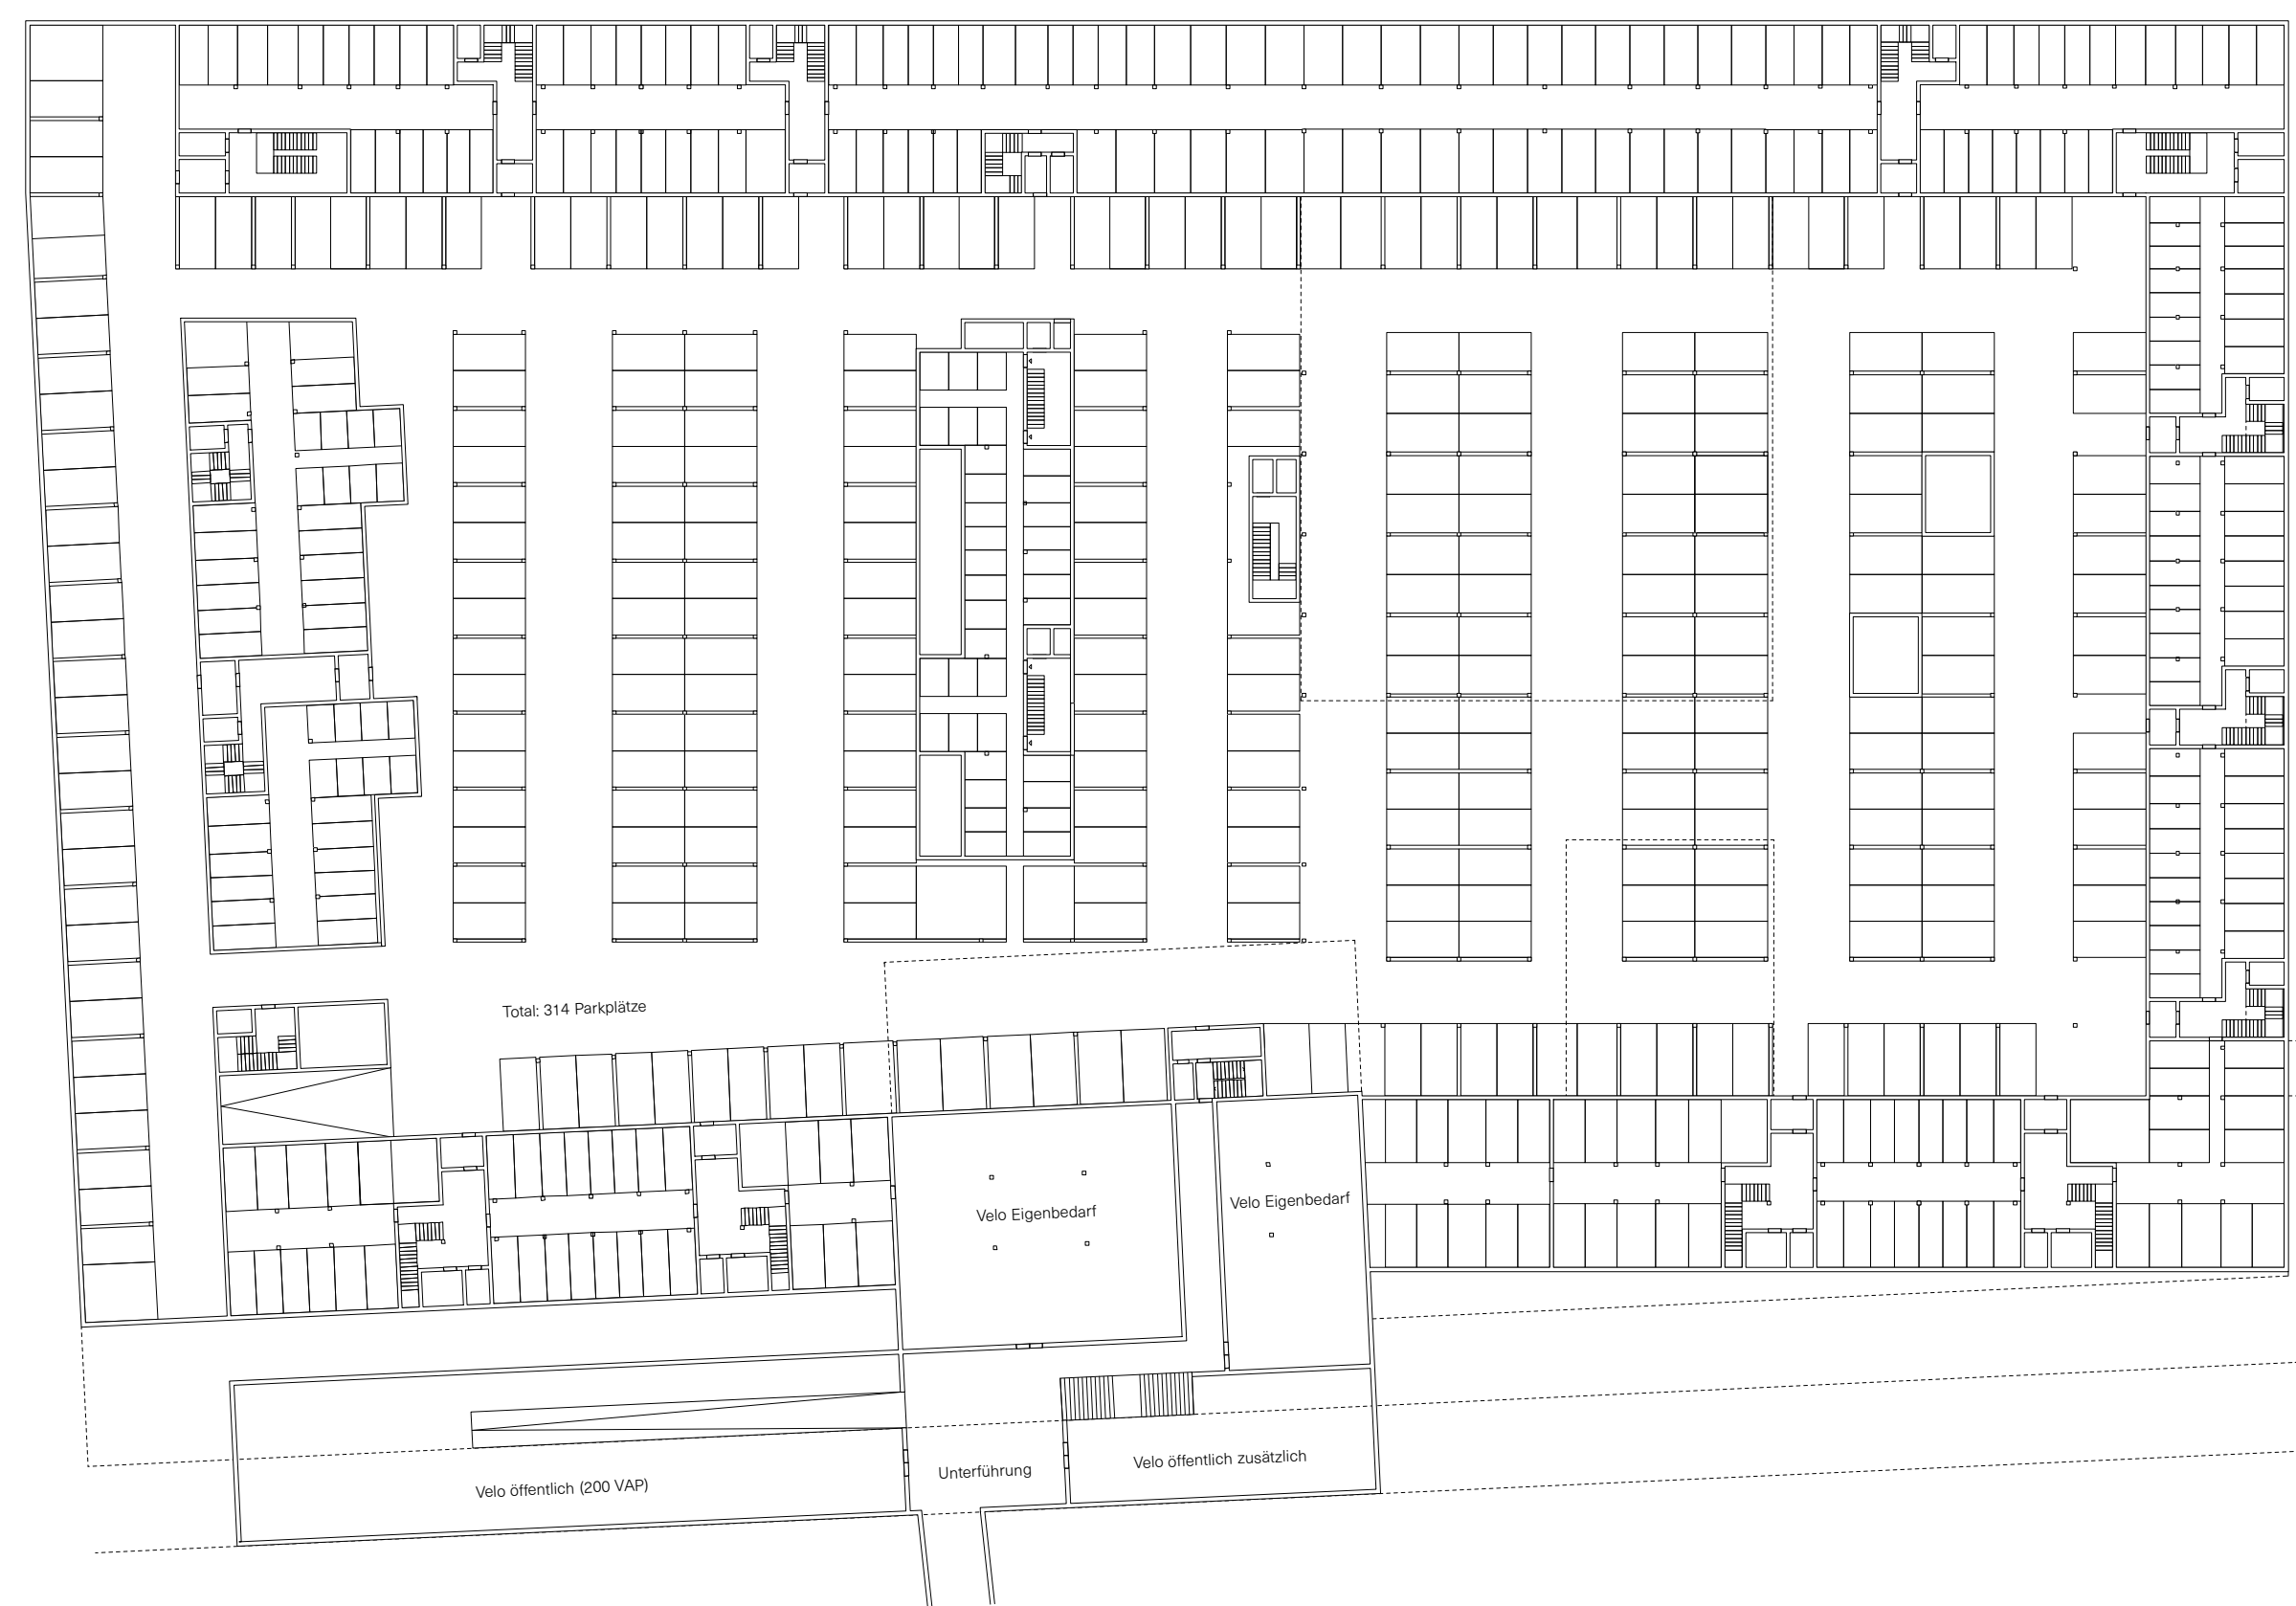 Total: 314 Parkplätze
Velo Eigenbedarf
Velo Eigenbedarf
Velo öffentlich (200 VAP)
Unterführung
Velo öffentlich zusätzlich